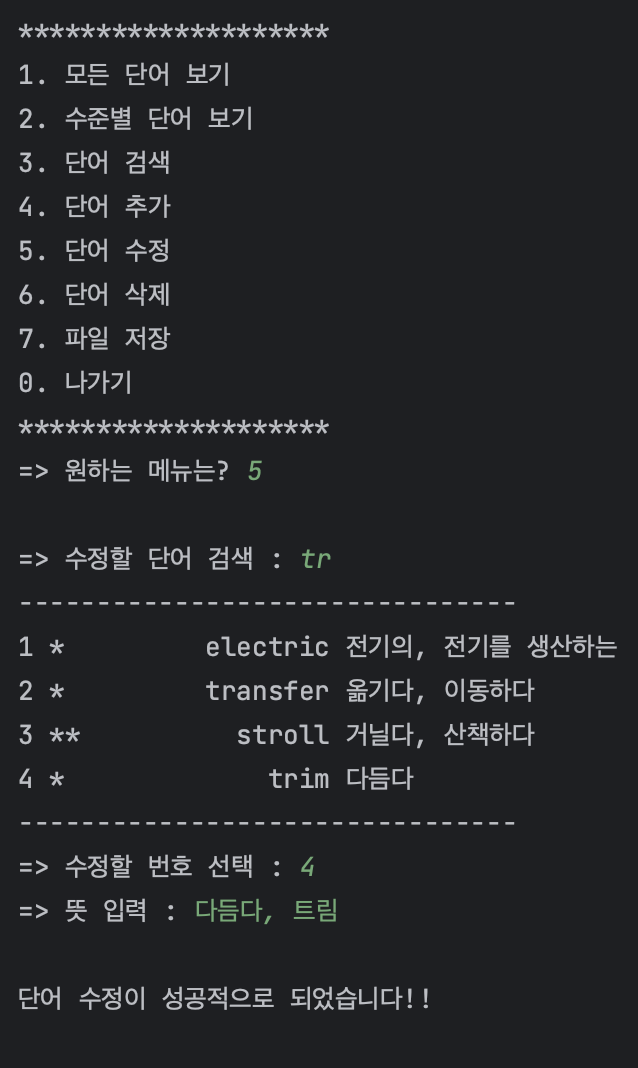 ********************
1. 모든 단어 보기
2. 수준별 단어 보기
3. 단어 검색
4. 단어 추가
5. 단어 수정
6. 단어 삭제
7. 파일 저장
0. 나가기
********************
=> 원하는 메뉴는? 5
=> 수정할 단어 검색 : tr
--------------------------------
1 *         electric 전기의, 전기를 생산하는
2 *         transfer 옮기다, 이동하다
3 **          stroll 거닐다, 산책하다
4 *             trim 다듬다
--------------------------------
=> 수정할 번호 선택 : 4
=> 뜻 입력 : 다듬다, 트림
단어 수정이 성공적으로 되었습니다!!